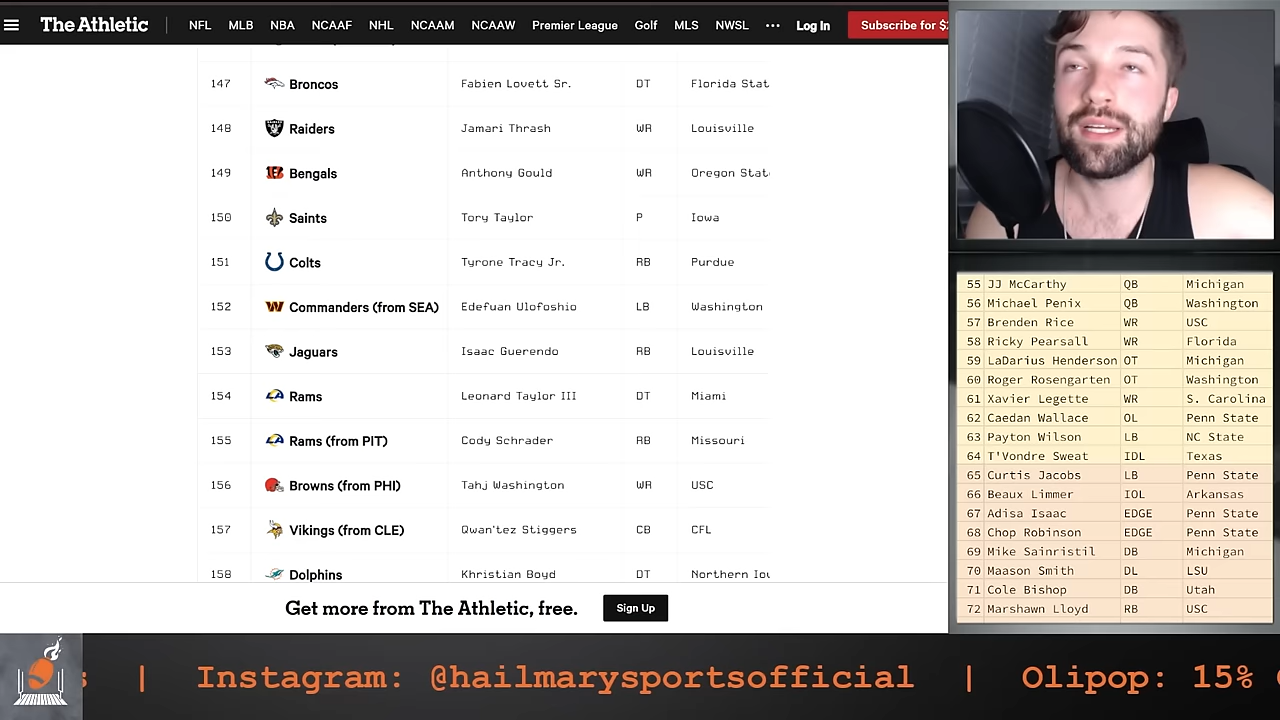 The Athletic NFL MLB NBA NCAAF NHL NCAAM NCAAW Premier League Golf MLS NWSL ••• Log In Subscribe for $
147 Broncos Fabien Lovett Sr. DT Florida Stat
148 Raiders Jamari Thrash WR Louisville
149 Bengals Anthony Gould WR Oregon Stat
150 Saints Tory Taylor P Iowa
151 Colts Tyrone Tracy Jr. RB Purdue
152 Commanders (from SEA) Edefuan Ulofoshio LB Washington
153 Jaguars Isaac Guerendo RB Louisville
154 Rams Leonard Taylor III DT Miami
155 Rams (from PIT) Cody Schrader RB Missouri
156 Browns (from PHI) Tahj Washington WR USC
157 Vikings (from CLE) Qwan'tez Stiggers CB CFL
158 Dolphins Khristian Boyd DT Northern Io
Get more from The Athletic, free. Sign Up
55 JJ McCarthy QB Michigan
56 Michael Penix QB Washington
57 Brenden Rice WR USC
58 Ricky Pearsall WR Florida
59 LaDarius Henderson OT Michigan
60 Roger Rosengarten OT Washington
61 Xavier Legette WR S. Carolina
62 Caedan Wallace OL Penn State
63 Payton Wilson LB NC State
64 T'Vondre Sweat IDL Texas
65 Curtis Jacobs LB Penn State
66 Beaux Limmer IOL Arkansas
67 Adisa Isaac EDGE Penn State
68 Chop Robinson EDGE Penn State
69 Mike Sainristil DB Michigan
70 Maason Smith DL LSU
71 Cole Bishop DB Utah
72 Marshawn Lloyd RB USC
s | Instagram: @hailmarysportsofficial | Olipop: 15%